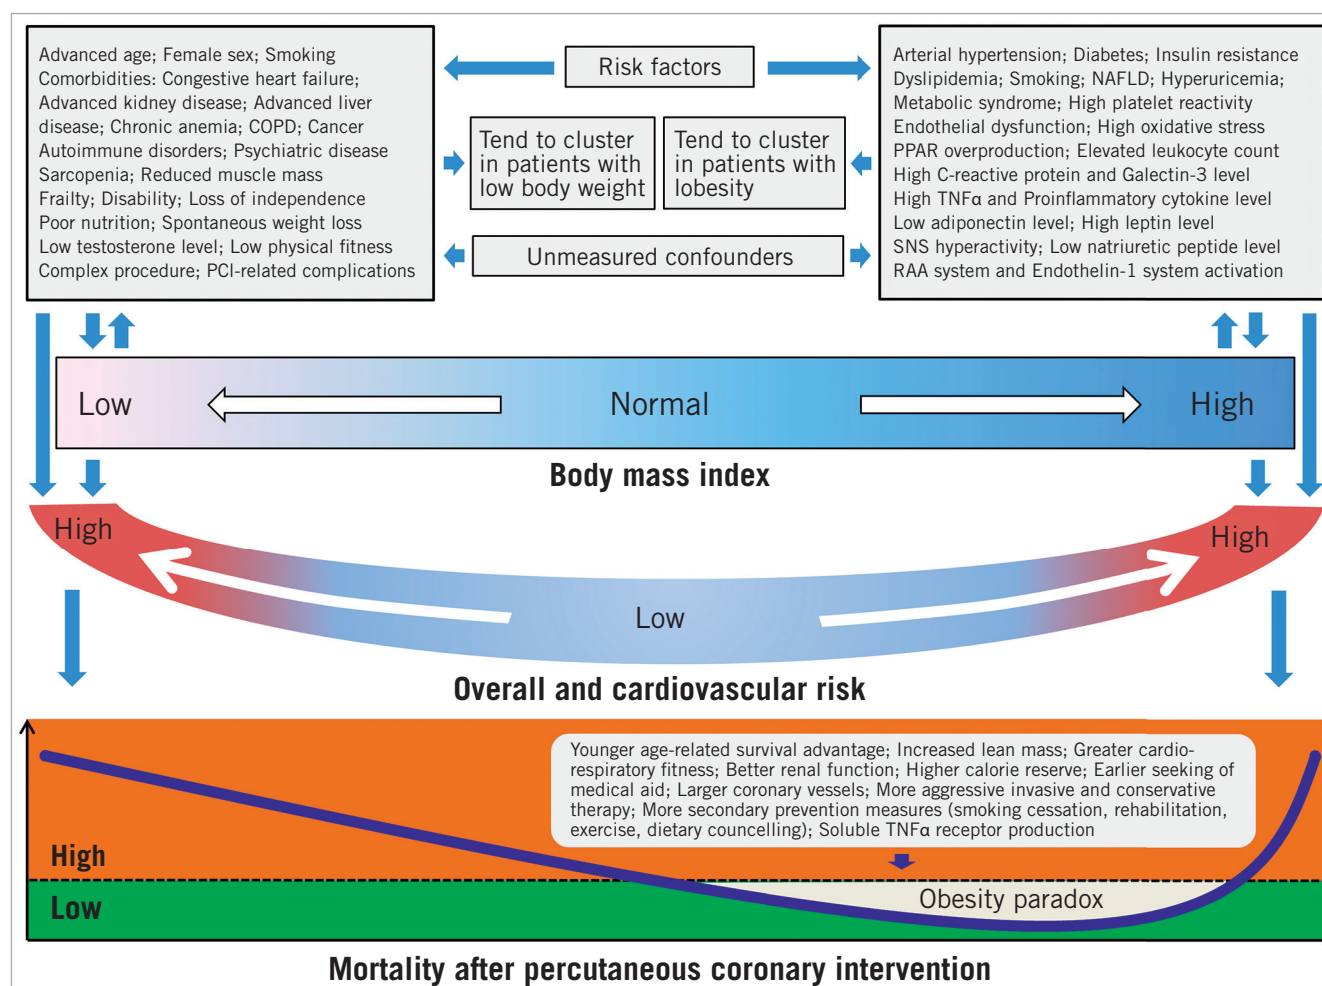 Advanced age; Female sex; Smoking
Comorbidities: Congestive heart failure;
Advanced kidney disease; Advanced liver
disease; Chronic anemia; COPD; Cancer
Autoimmune disorders; Psychiatric disease
Sarcopenia; Reduced muscle mass
Frailty; Disability; Loss of independence
Poor nutrition; Spontaneous weight loss
Low testosterone level; Low physical fitness
Complex procedure; PCI-related complications
Risk factors
Tend to cluster
in patients with
low body weight
Tend to cluster
in patients with
lobesity
Unmeasured confounders
Arterial hypertension; Diabetes; Insulin resistance
Dyslipidemia; Smoking; NAFLD; Hyperuricemia;
Metabolic syndrome; High platelet reactivity
Endothelial dysfunction; High oxidative stress
PPAR overproduction; Elevated leukocyte count
High C-reactive protein and Galectin-3 level
High TNFα and Proinflammatory cytokine level
Low adiponectin level; High leptin level
SNS hyperactivity; Low natriuretic peptide level
RAA system and Endothelin-1 system activation
Low
Normal
High
Body mass index
High
Low
High
Overall and cardiovascular risk
Younger age-related survival advantage; Increased lean mass; Greater cardio-
respiratory fitness; Better renal function; Higher calorie reserve; Earlier seeking of
medical aid; Larger coronary vessels; More aggressive invasive and conservative
therapy; More secondary prevention measures (smoking cessation, rehabilitation,
exercise, dietary councelling); Soluble TNFα receptor production
High
Low
Obesity paradox
Mortality after percutaneous coronary intervention